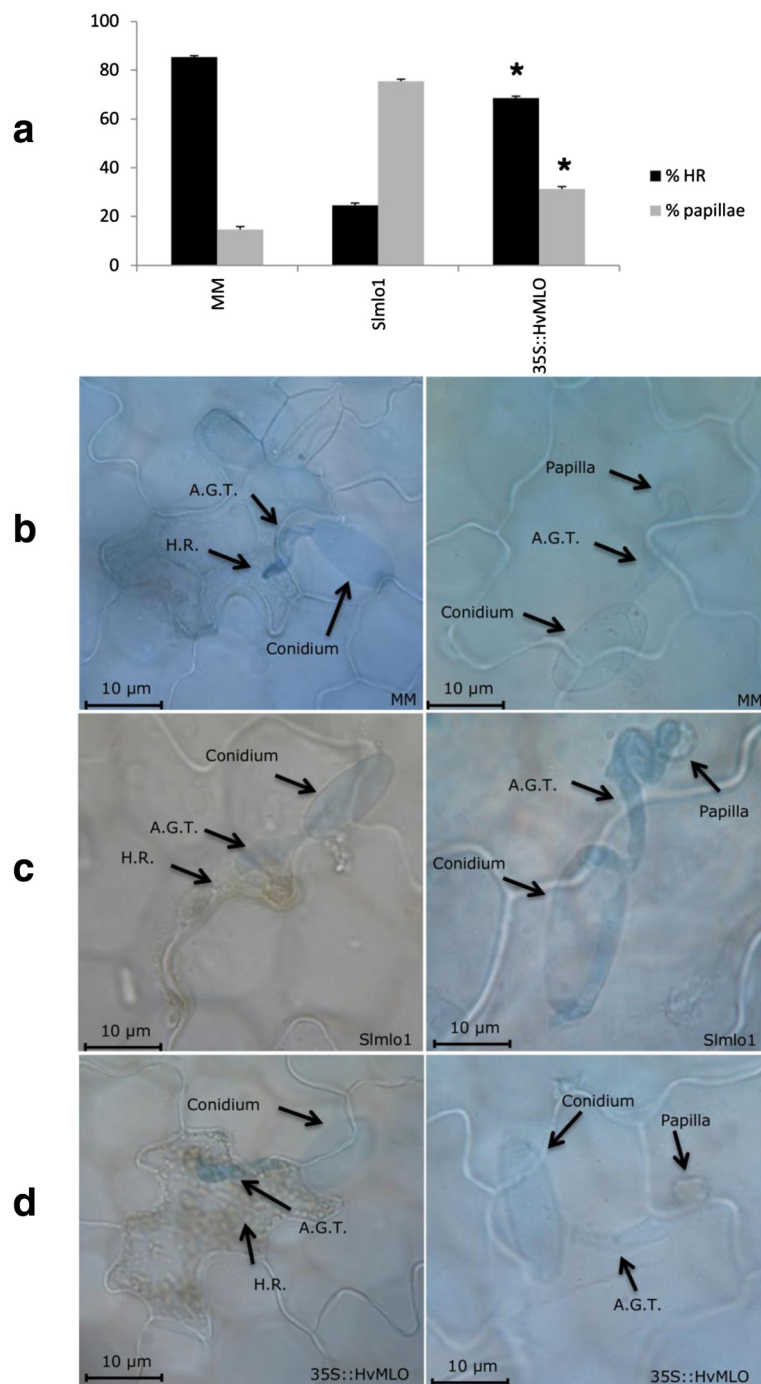 100
80
60
40
20
0
a
*
*
% HR
% papillae
MM
Slmlo1
35S::HvMLO
b
A.G.T.
H.R.
Conidium
10 µm
MM
Papilla
A.G.T.
Conidium
10 µm
MM
c
Conidium
A.G.T.
H.R.
10 µm
Slmlo1
A.G.T.
Papilla
Conidium
10 µm
Slmlo1
d
Conidium
A.G.T.
H.R.
10 µm
35S::HvMLO
Conidium
Papilla
A.G.T.
10 µm
35S::HvMLO